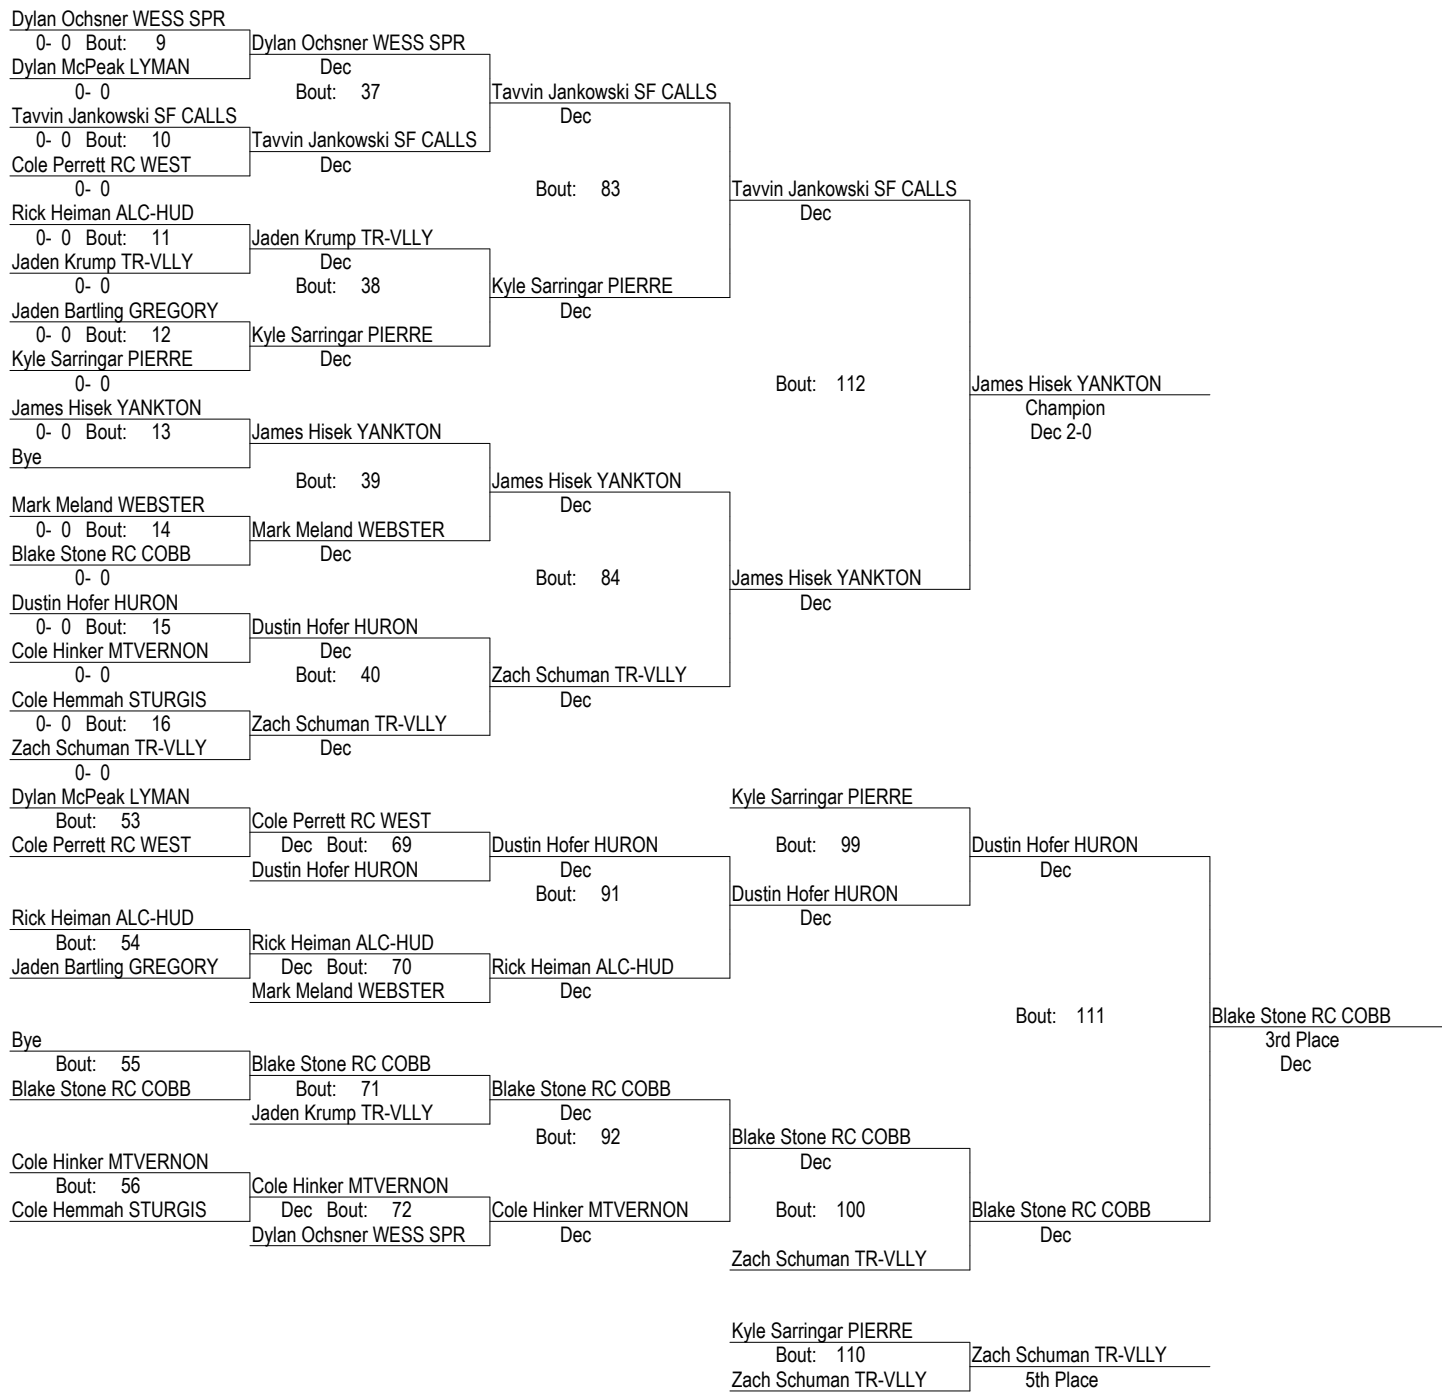 Dylan Ochsner WESS SPR
0- 0 Bout: 9 Dylan Ochsner WESS SPR
Dylan McPeak LYMAN Dec
0- 0 Bout: 37 Tavvin Jankowski SF CALLS
Tavvin Jankowski SF CALLS Dec
0- 0 Bout: 10 Tavvin Jankowski SF CALLS
Cole Perrett RC WEST Dec
0- 0 Bout: 83 Tavvin Jankowski SF CALLS
Rick Heiman ALC-HUD Dec
0- 0 Bout: 11 Jaden Krump TR-VLLY
Jaden Krump TR-VLLY Dec
0- 0 Bout: 38 Kyle Sarringar PIERRE
Jaden Bartling GREGORY Dec
0- 0 Bout: 12 Kyle Sarringar PIERRE
Kyle Sarringar PIERRE Dec
0- 0 Bout: 112 James Hisek YANKTON
James Hisek YANKTON Champion
0- 0 Bout: 13 James Hisek YANKTON Dec 2-0
Bye
Bout: 39 James Hisek YANKTON
Mark Meland WEBSTER Dec
0- 0 Bout: 14 Mark Meland WEBSTER
Blake Stone RC COBB Dec
0- 0 Bout: 84 James Hisek YANKTON
Dustin Hofer HURON Dec
0- 0 Bout: 15 Dustin Hofer HURON
Cole Hinker MTVERNON Dec
0- 0 Bout: 40 Zach Schuman TR-VLLY
Cole Hemmah STURGIS Dec
0- 0 Bout: 16 Zach Schuman TR-VLLY
Zach Schuman TR-VLLY Dec
0- 0
Dylan McPeak LYMAN Kyle Sarringar PIERRE
Bout: 53 Cole Perrett RC WEST
Cole Perrett RC WEST Dec Bout: 69 Dustin Hofer HURON Bout: 99 Dustin Hofer HURON
Dustin Hofer HURON Dec Dec
Bout: 91 Dustin Hofer HURON
Rick Heiman ALC-HUD Dec
Bout: 54 Rick Heiman ALC-HUD
Jaden Bartling GREGORY Dec Bout: 70 Rick Heiman ALC-HUD
Mark Meland WEBSTER Dec
Bout: 111 Blake Stone RC COBB
Bye 3rd Place
Bout: 55 Blake Stone RC COBB Dec
Blake Stone RC COBB Bout: 71 Blake Stone RC COBB
Jaden Krump TR-VLLY Dec
Bout: 92 Blake Stone RC COBB
Cole Hinker MTVERNON Dec
Bout: 56 Cole Hinker MTVERNON
Cole Hemmah STURGIS Dec Bout: 72 Cole Hinker MTVERNON Bout: 100 Blake Stone RC COBB
Dylan Ochsner WESS SPR Dec Dec
Zach Schuman TR-VLLY
Kyle Sarringar PIERRE
Bout: 110 Zach Schuman TR-VLLY
Zach Schuman TR-VLLY 5th Place